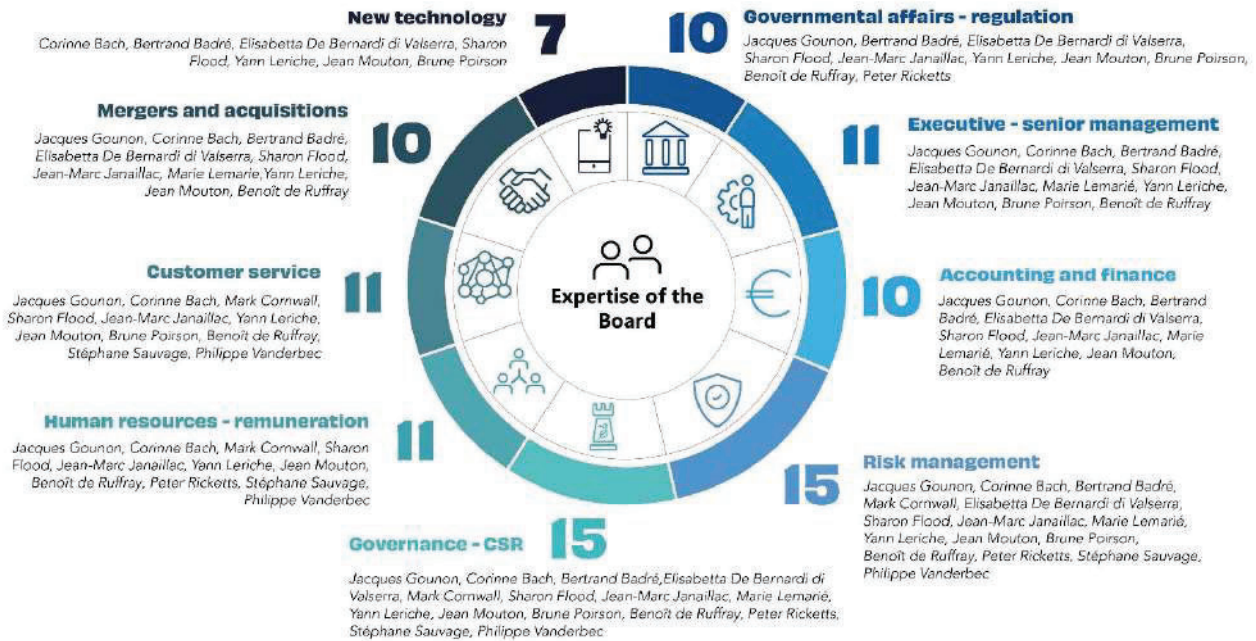 New technology
7
Corinne Bach, Bertrand Badré, Elisabetta De Bernardi di Valserra, Sharon
Flood, Yann Leriche, Jean Mouton, Brune Poirson
10
Governmental affairs - regulation
Jacques Gounon, Bertrand Badré, Elisabetta De Bernardi di Valserra,
Sharon Flood, Jean-Marc Janaillac, Yann Leriche, Jean Mouton, Brune Poirson,
Benoît de Ruffray, Peter Ricketts
Mergers and acquisitions
10
Jacques Gounon, Corinne Bach, Bertrand Badré,
Elisabetta De Bernardi di Valserra, Sharon Flood,
Jean-Marc Janaillac, Marie Lemarie,Yann Leriche,
Jean Mouton, Benoît de Ruffray
11
Executive - senior management
Jacques Gounon, Corinne Bach, Bertrand Badré,
Elisabetta De Bernardi di Valserra, Sharon Flood,
Jean-Marc Janaillac, Marie Lemarié, Yann Leriche,
Jean Mouton, Brune Poirson, Benoît de Ruffray
Customer service
11
Jacques Gounon, Corinne Bach, Mark Cornwall,
Sharon Flood, Jean-Marc Janaillac, Yann Leriche,
Jean Mouton, Brune Poirson, Benoît de Ruffray,
Stéphane Sauvage, Philippe Vanderbec
Expertise of the
Board
10
Accounting and finance
Jacques Gounon, Corinne Bach, Bertrand
Badré, Elisabetta De Bernardi di Valserra,
Sharon Flood, Jean-Marc Janaillac, Marie
Lemarié, Yann Leriche, Jean Mouton,
Benoît de Ruffray
Human resources - remuneration
11
Jacques Gounon, Corinne Bach, Mark Cornwall, Sharon
Flood, Jean-Marc Janaillac, Yann Leriche, Jean Mouton,
Benoît de Ruffray, Peter Ricketts, Stéphane Sauvage,
Philippe Vanderbec
15
Risk management
Jacques Gounon, Corinne Bach, Bertrand Badré,
Mark Cornwall, Elisabetta De Bernardi di Valserra,
Sharon Flood, Jean-Marc Janaillac, Marie Lemarié,
Yann Leriche, Jean Mouton, Brune Poirson,
Benoît de Ruffray, Peter Ricketts, Stéphane Sauvage,
Philippe Vanderbec
Governance - CSR
15
Jacques Gounon, Corinne Bach, Bertrand Badré,Elisabetta De Bernardi di
Valserra, Mark Cornwall, Sharon Flood, Jean-Marc Janaillac, Marie Lemarié,
Yann Leriche, Jean Mouton, Brune Poirson, Benoît de Ruffray, Peter Ricketts,
Stéphane Sauvage, Philippe Vanderbec